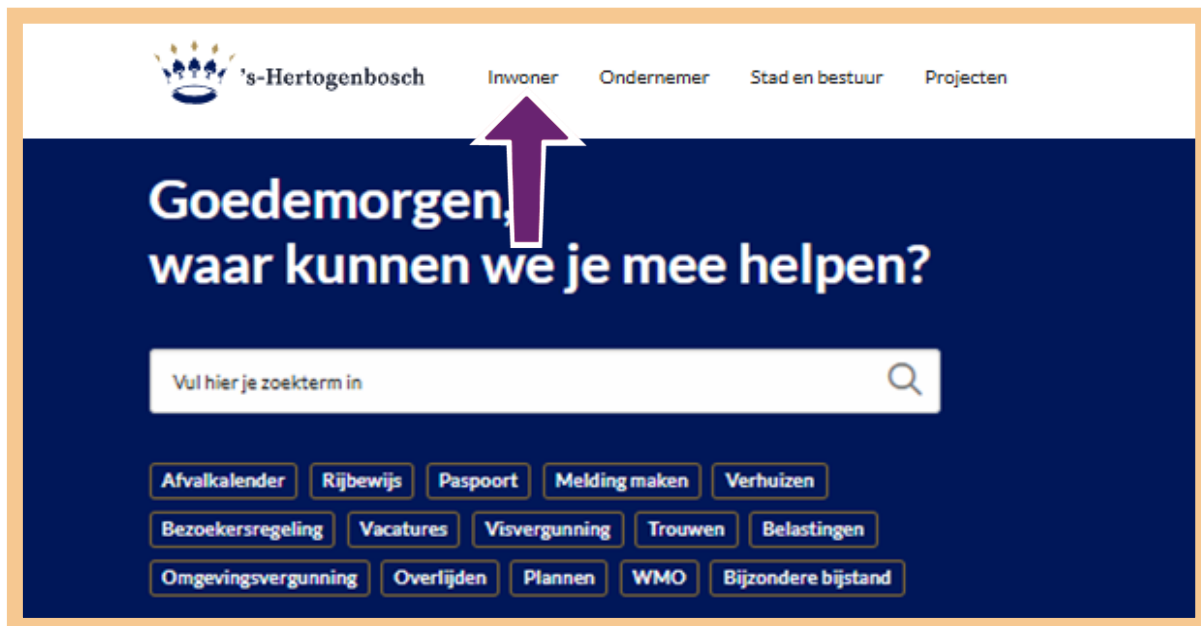 's-Hertogenbosch Inwoner Ondernemer Stad en bestuur Projecten
Goedemorgen,
waar kunnen we je mee helpen?
Vul hier je zoekterm in
Afvalkalender Rijbewijs Paspoort Melding maken Verhuizen
Bezoekersregeling Vacatures Visvergunning Trouwen Belastingen
Omgevingsvergunning Overlijden Plannen WMO Bijzondere bijstand